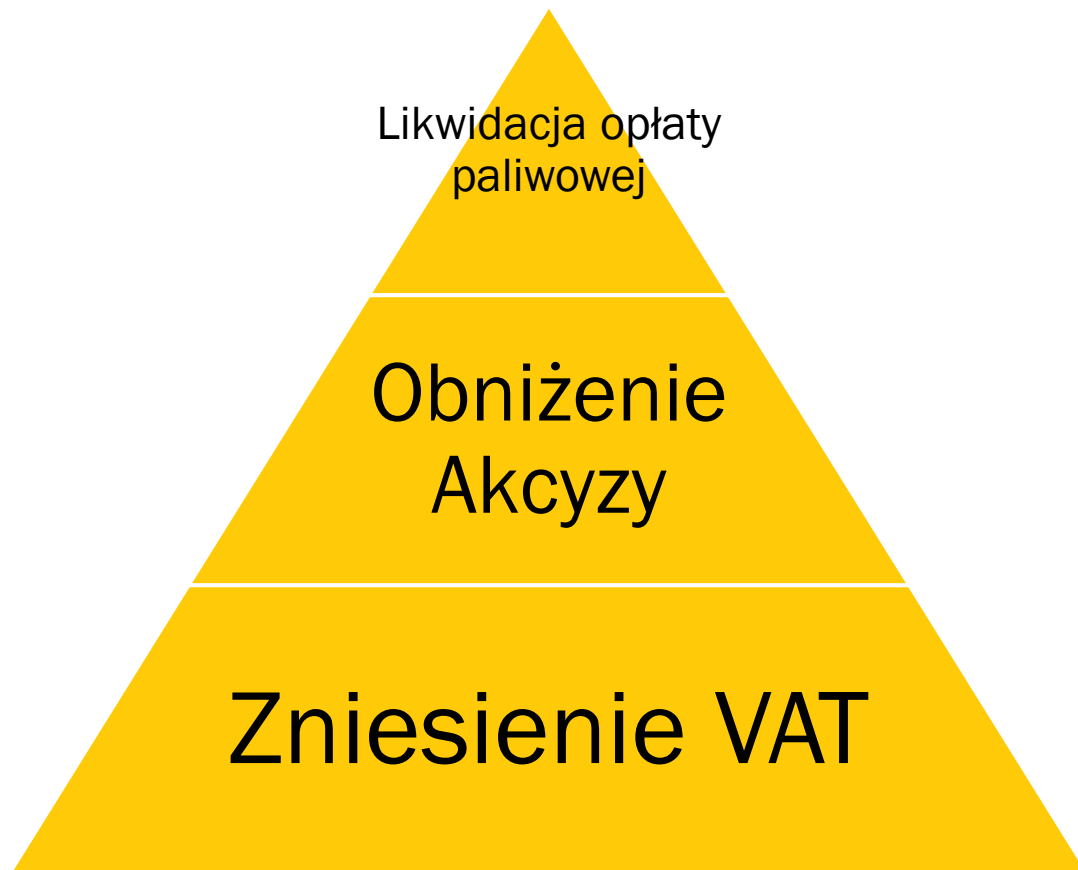 Likwidacja opłaty
paliwowej
Obniżenie
Akcyzy
Zniesienie VAT